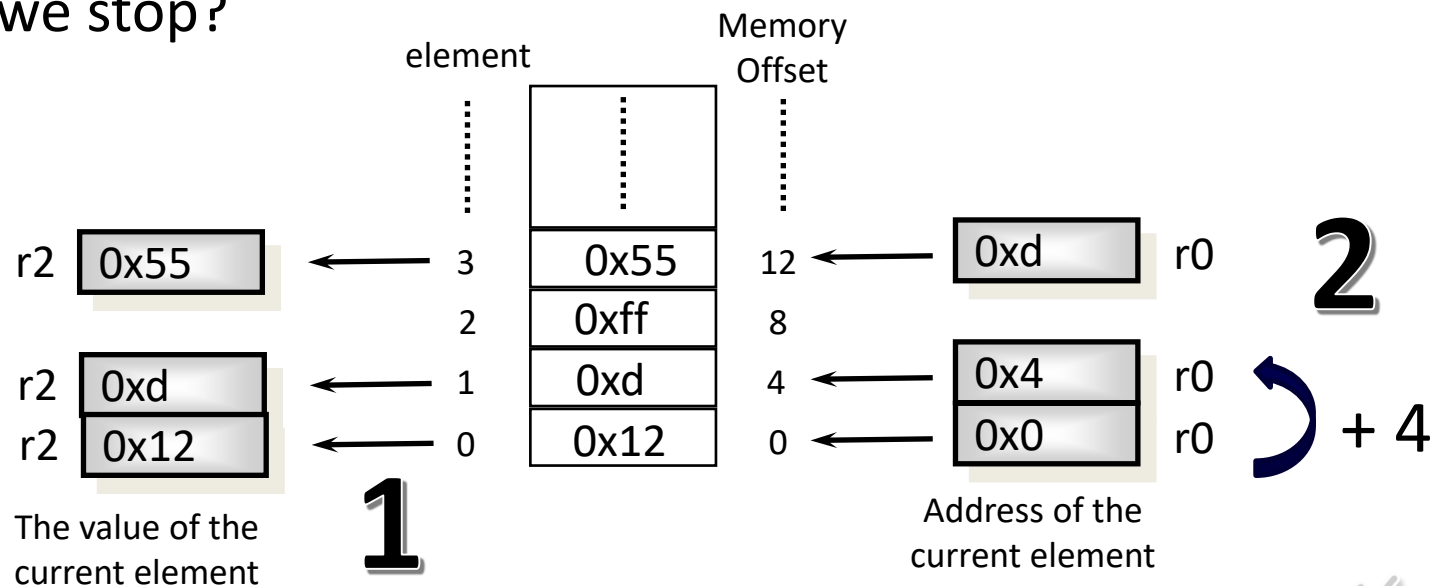 we stop?
element
Memory
Offset
r2 0x55 3 0x55 12 0xd r0 2
2 0xff 8
r2 0xd 1 0xd 4 0x4 r0
r2 0x12 0 0x12 0 0x0 r0 + 4
1
The value of the
current element
Address of the
current element